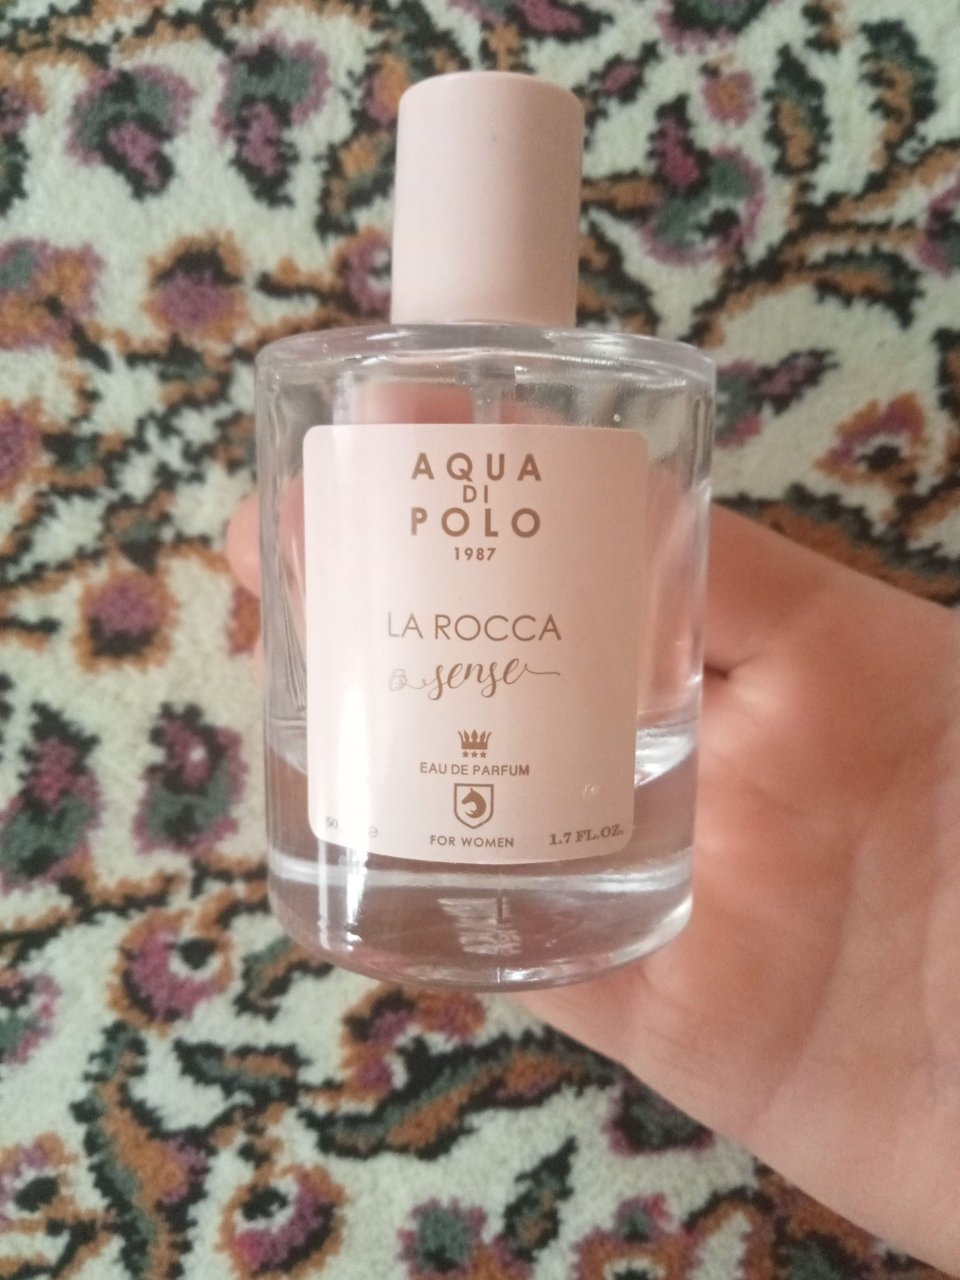 AQUA
DI
POLO
1987
LA ROCCA
sense
EAU DE PARFUM
FOR WOMEN
1.7 FL.OZ.